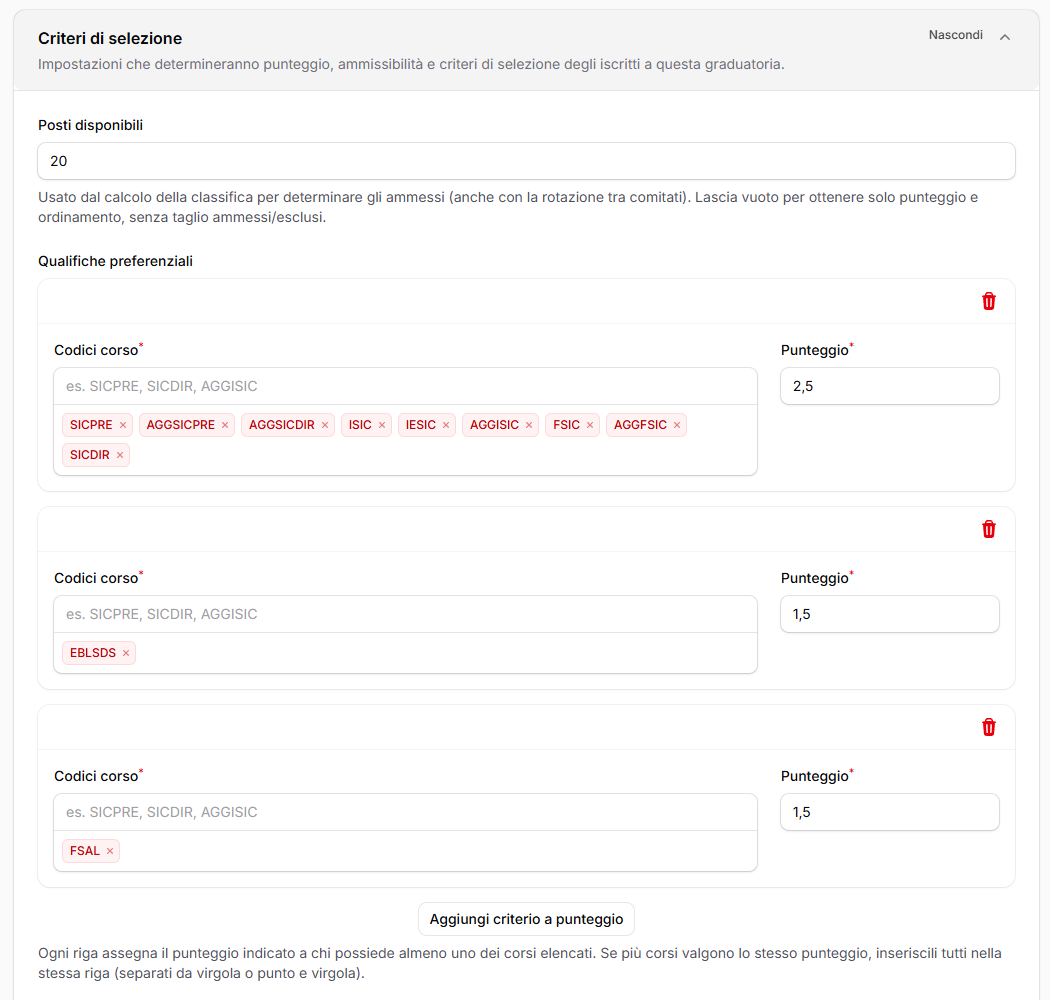 Criteri di selezione
Nascondi
Impostazioni che determineranno punteggio, ammissibilità e criteri di selezione degli iscritti a questa graduatoria.
Posti disponibili
20
Usato dal calcolo della classifica per determinare gli ammessi (anche con la rotazione tra comitati). Lascia vuoto per ottenere solo punteggio e
ordinamento, senza taglio ammessi/esclusi.
Qualifiche preferenziali
Codici corso* Punteggio*
es. SICPRE, SICDIR, AGGISIC 2,5
SICPRE × AGGSICPRE × AGGSICDIR × ISIC × IESIC × AGGISIC × FSIC × AGGFSIC ×
SICDIR ×
Codici corso* Punteggio*
es. SICPRE, SICDIR, AGGISIC 1,5
EBLSDS ×
Codici corso* Punteggio*
es. SICPRE, SICDIR, AGGISIC 1,5
FSAL ×
Aggiungi criterio a punteggio
Ogni riga assegna il punteggio indicato a chi possiede almeno uno dei corsi elencati. Se più corsi valgono lo stesso punteggio, inseriscili tutti nella
stessa riga (separati da virgola o punto e virgola).